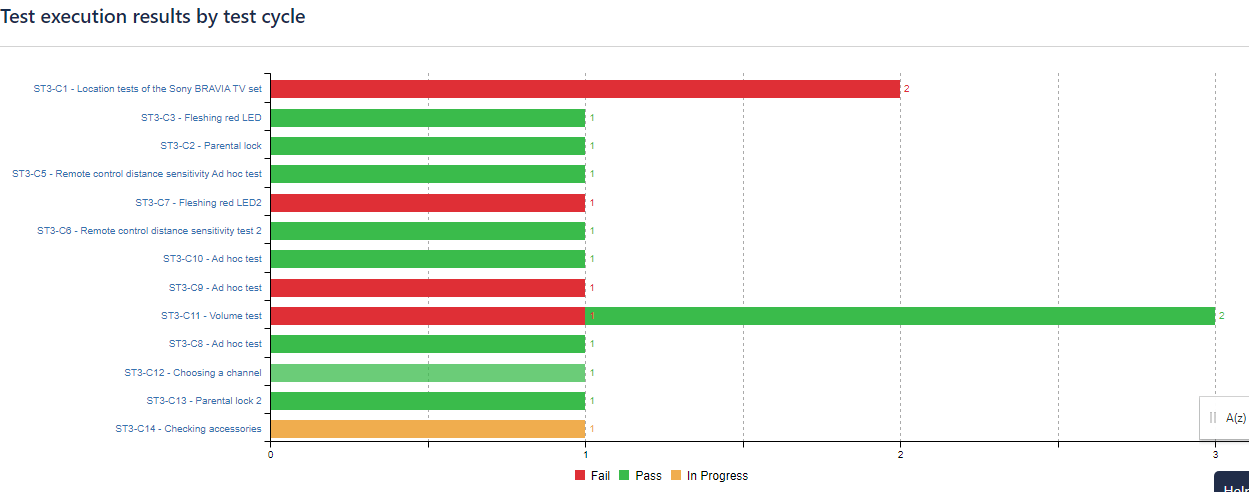 Test execution results by test cycle
ST3-C1 - Location tests of the Sony BRAVIA TV set 2
ST3-C3 - Fleshing red LED 1
ST3-C2 - Parental lock 1
ST3-C5 - Remote control distance sensitivity Ad hoc test 1
ST3-C7 - Fleshing red LED2 1
ST3-C6 - Remote control distance sensitivity test 2 1
ST3-C10 - Ad hoc test 1
ST3-C9 - Ad hoc test 1
ST3-C11 - Volume test 1 2
ST3-C8 - Ad hoc test 1
ST3-C12 - Choosing a channel 1
ST3-C13 - Parental lock 2 1
A(z)
ST3-C14 - Checking accessories 1
0 1 2 3
Fail Pass In Progress